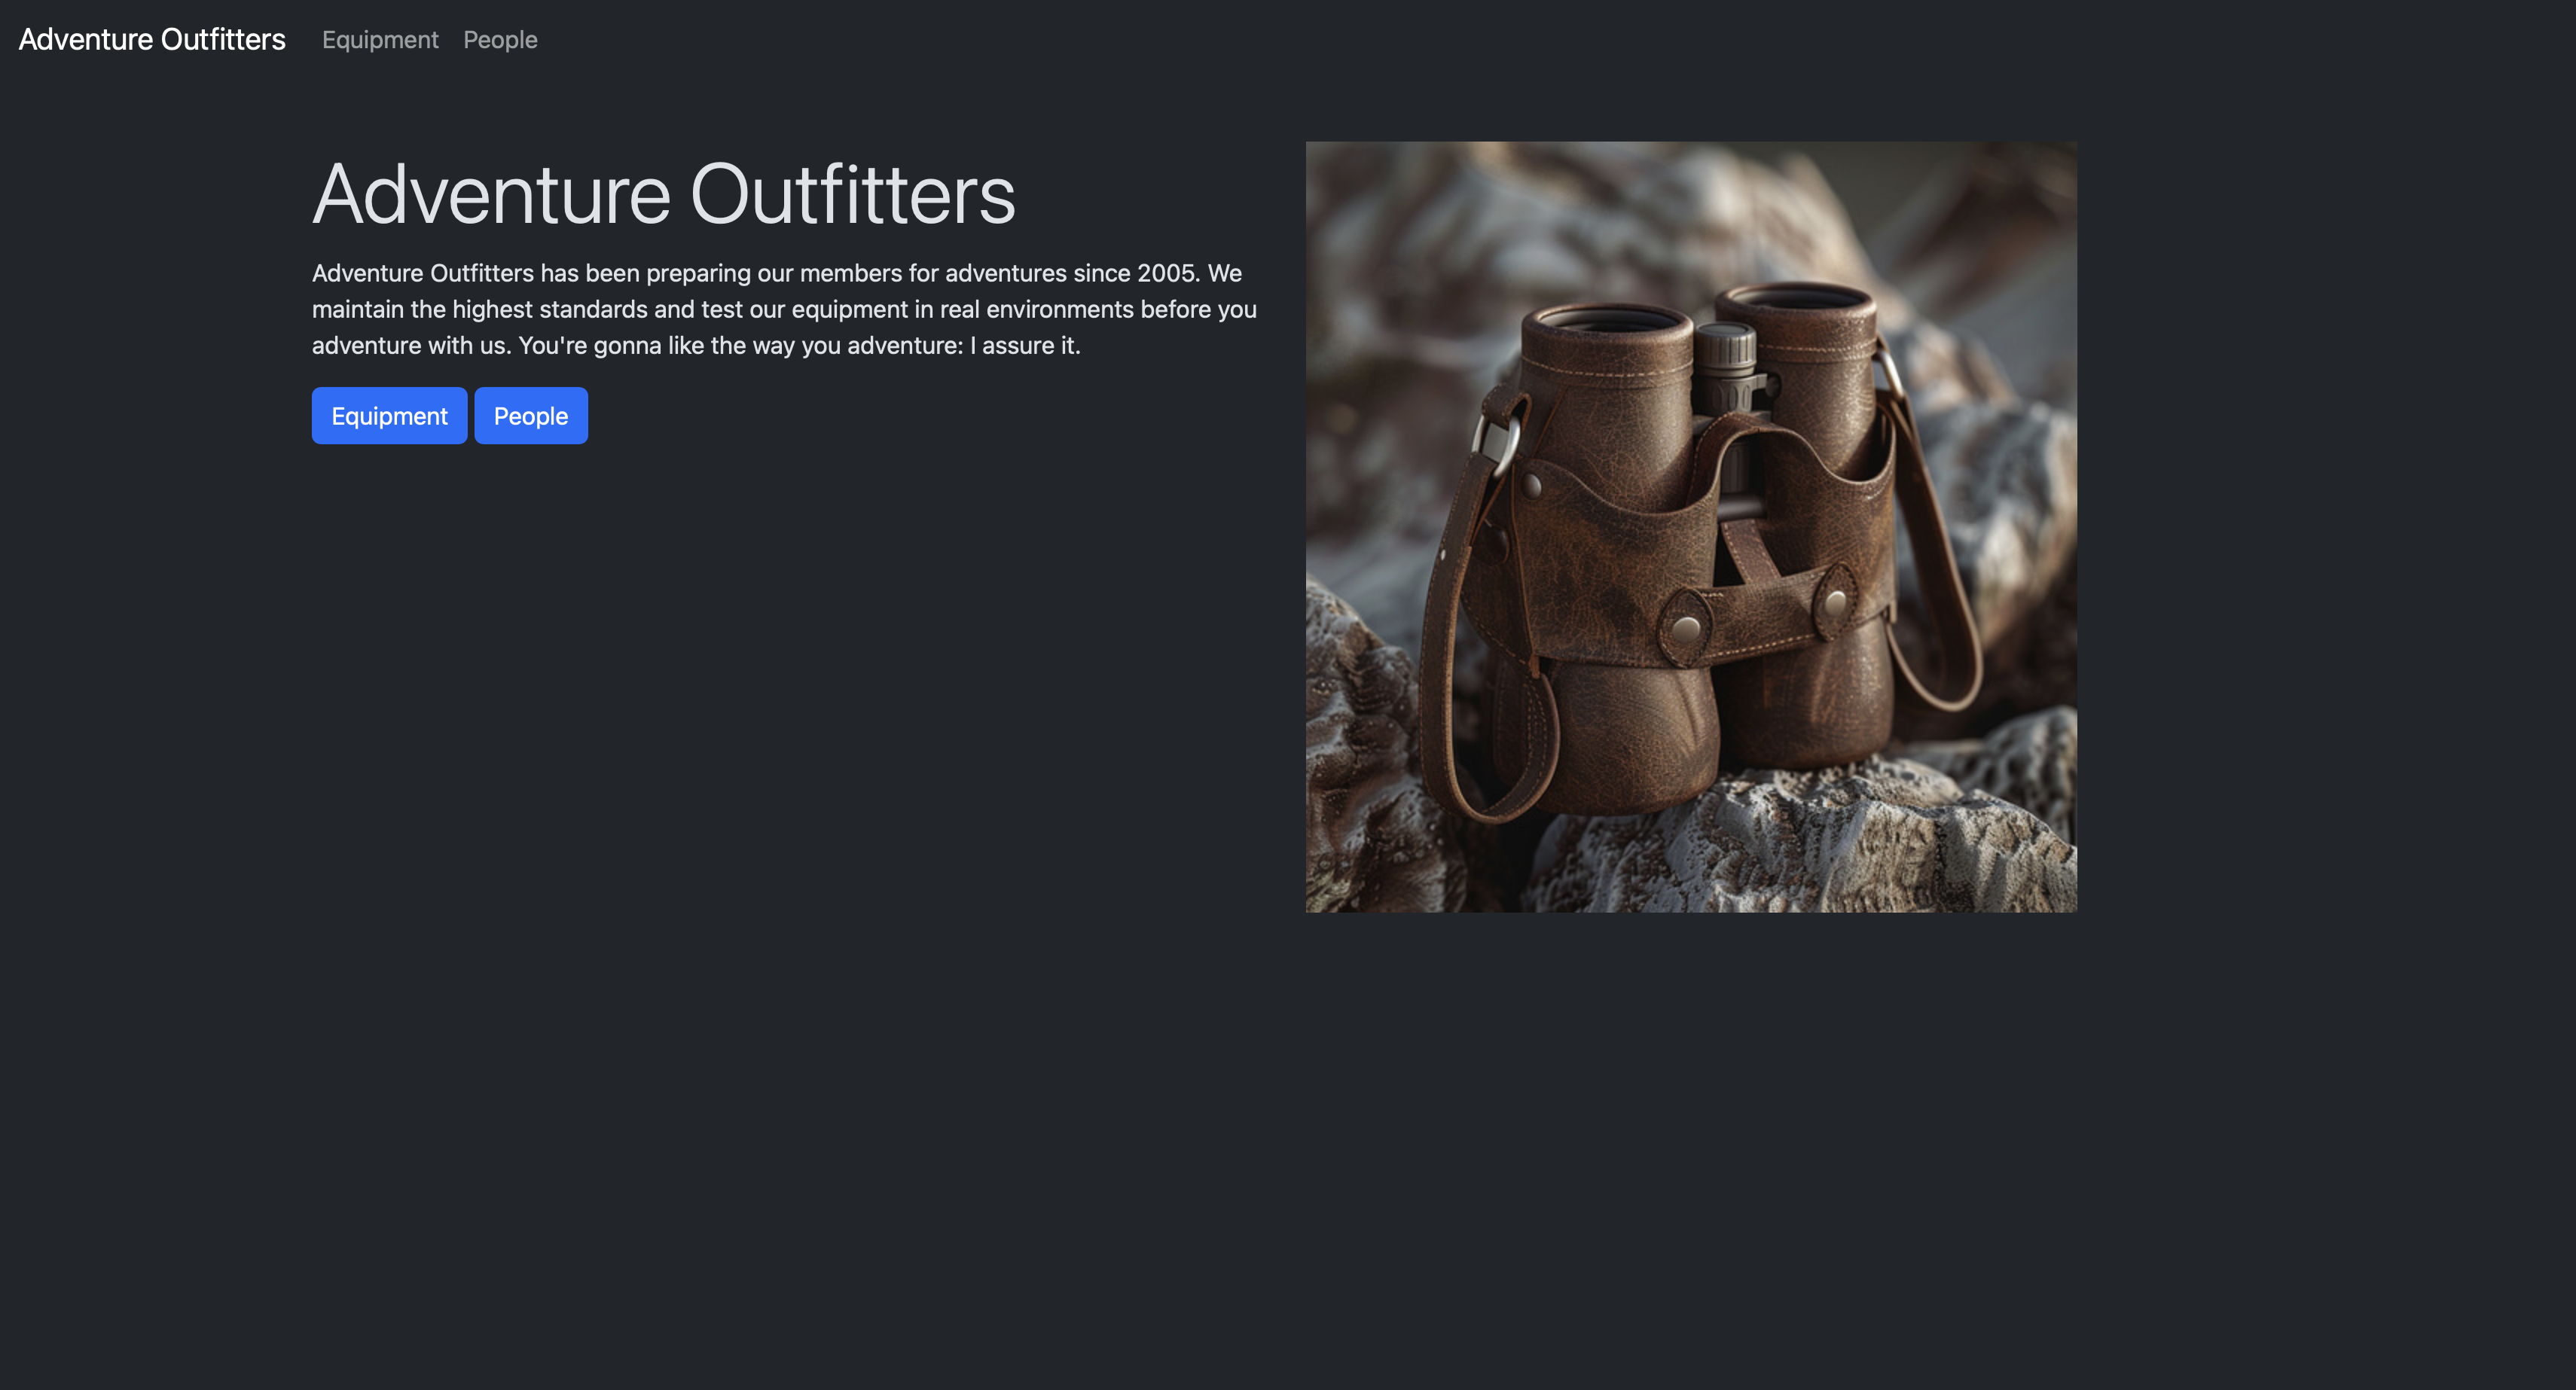 Adventure Outfitters Equipment People
Adventure Outfitters
Adventure Outfitters has been preparing our members for adventures since 2005. We
maintain the highest standards and test our equipment in real environments before you
adventure with us. You're gonna like the way you adventure: I assure it.
Equipment People